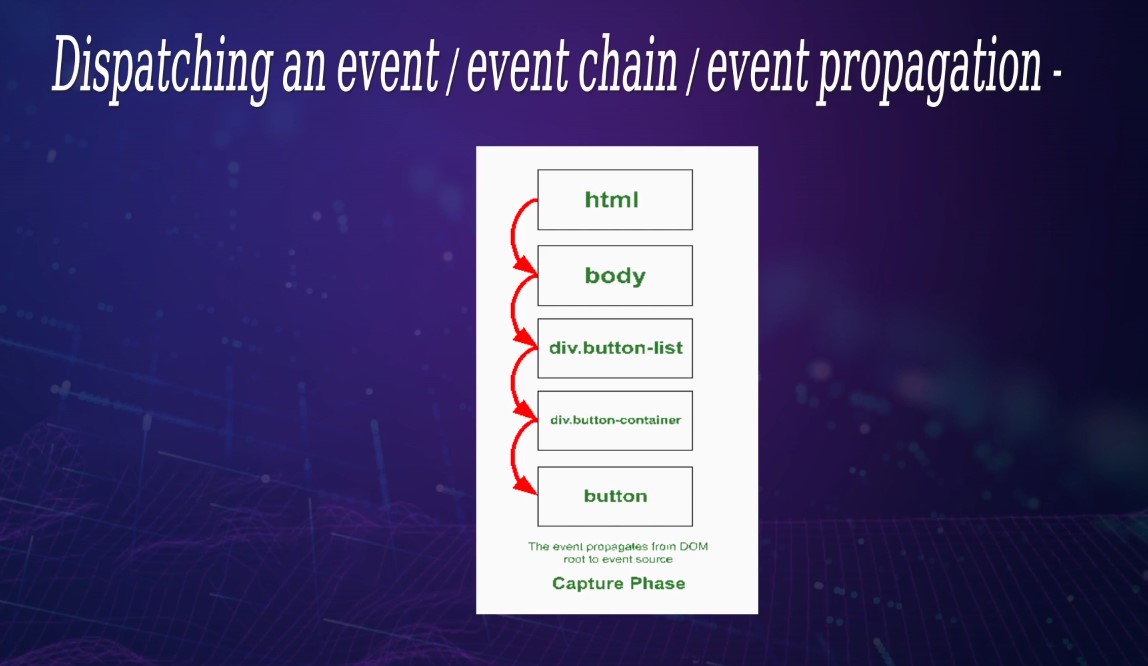 Dispatching an event / event chain / event propagation -
html
body
div.button-list
div.button-container
button
The event propagates from DOM
root to event source
Capture Phase